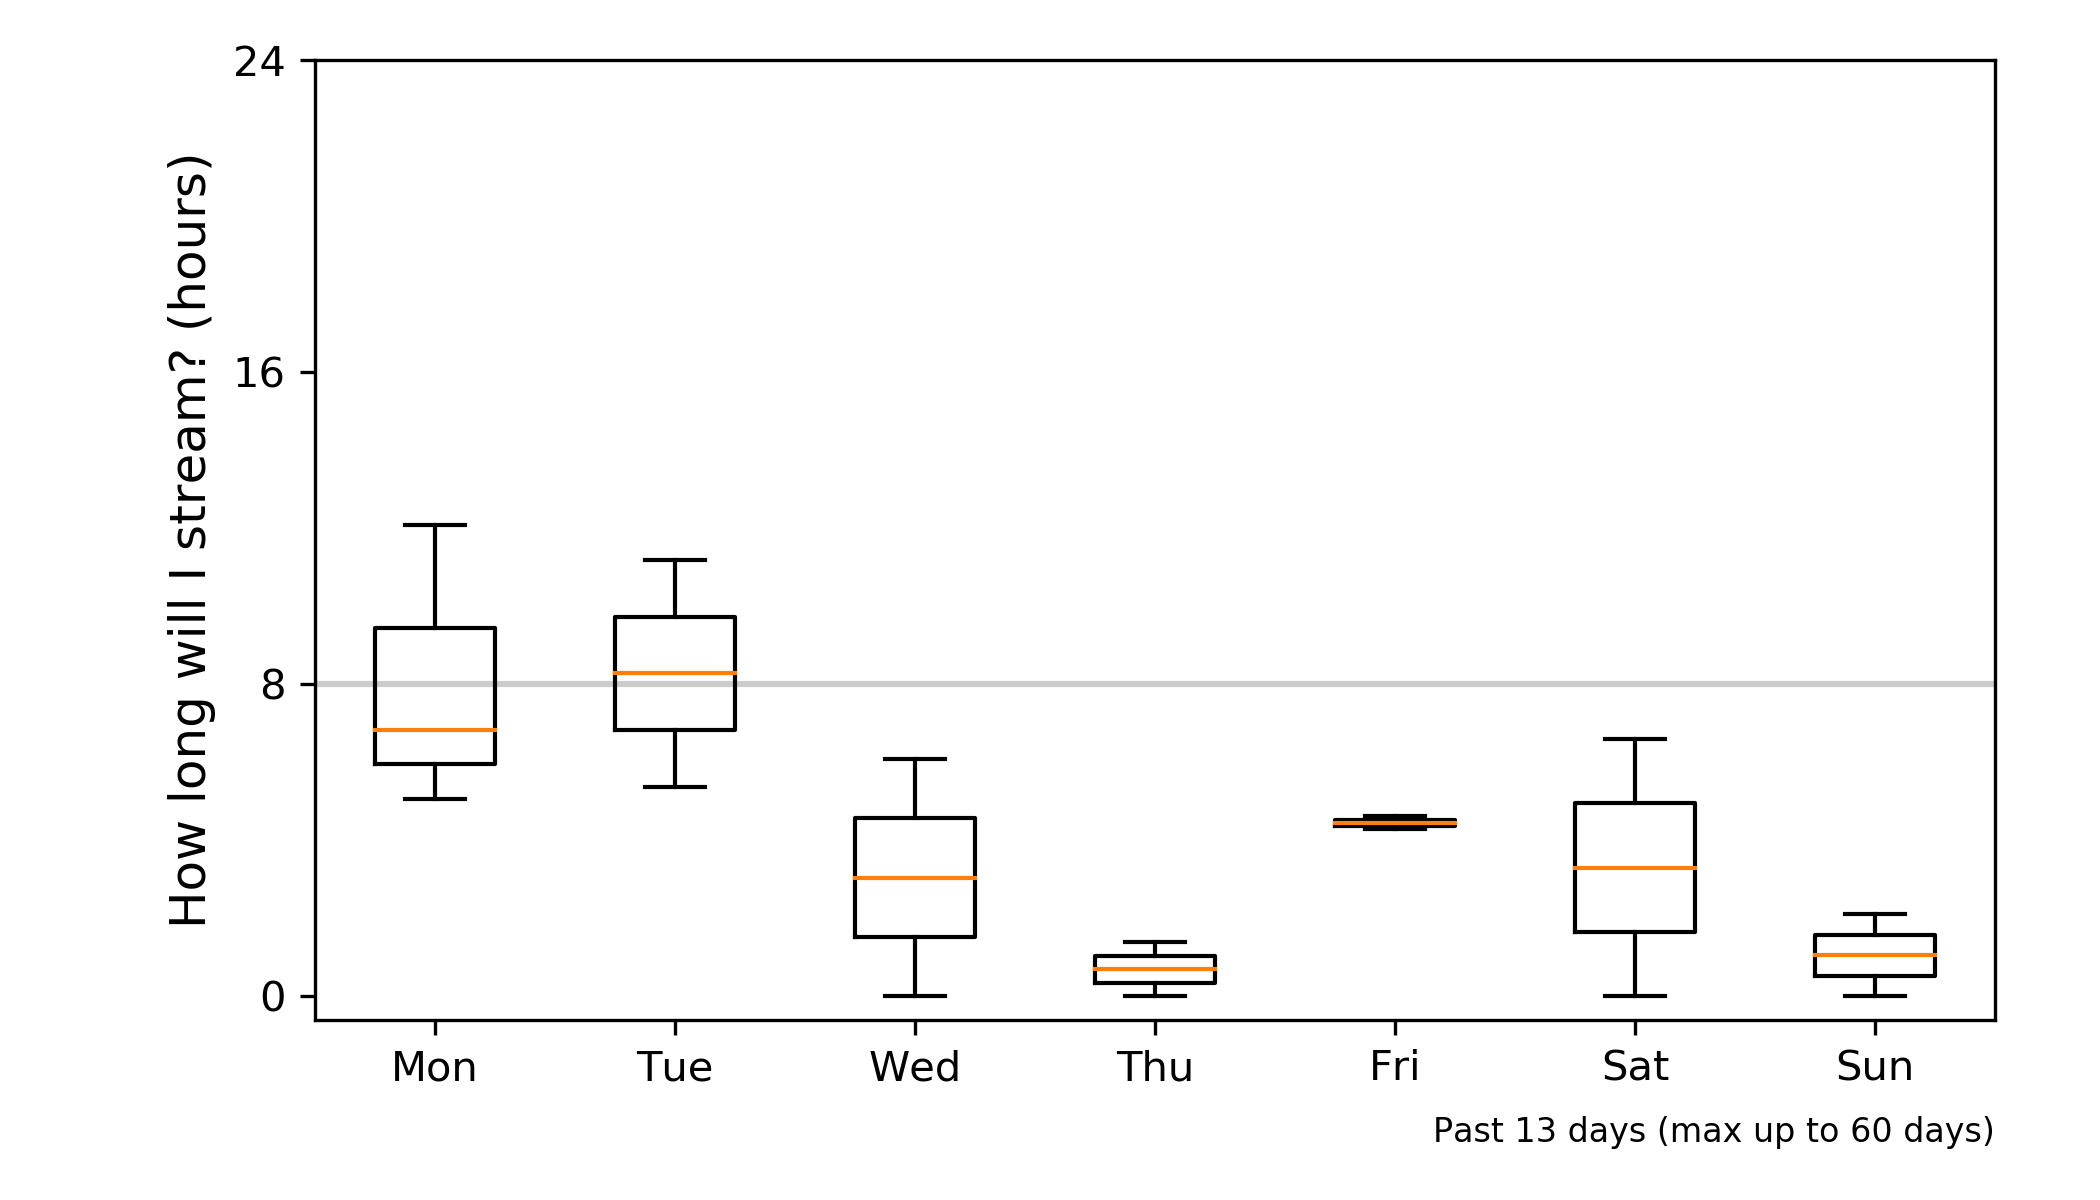 How long will I stream? (hours)
24
16
8
0
Mon Tue Wed Thu Fri Sat Sun
Past 13 days (max up to 60 days)